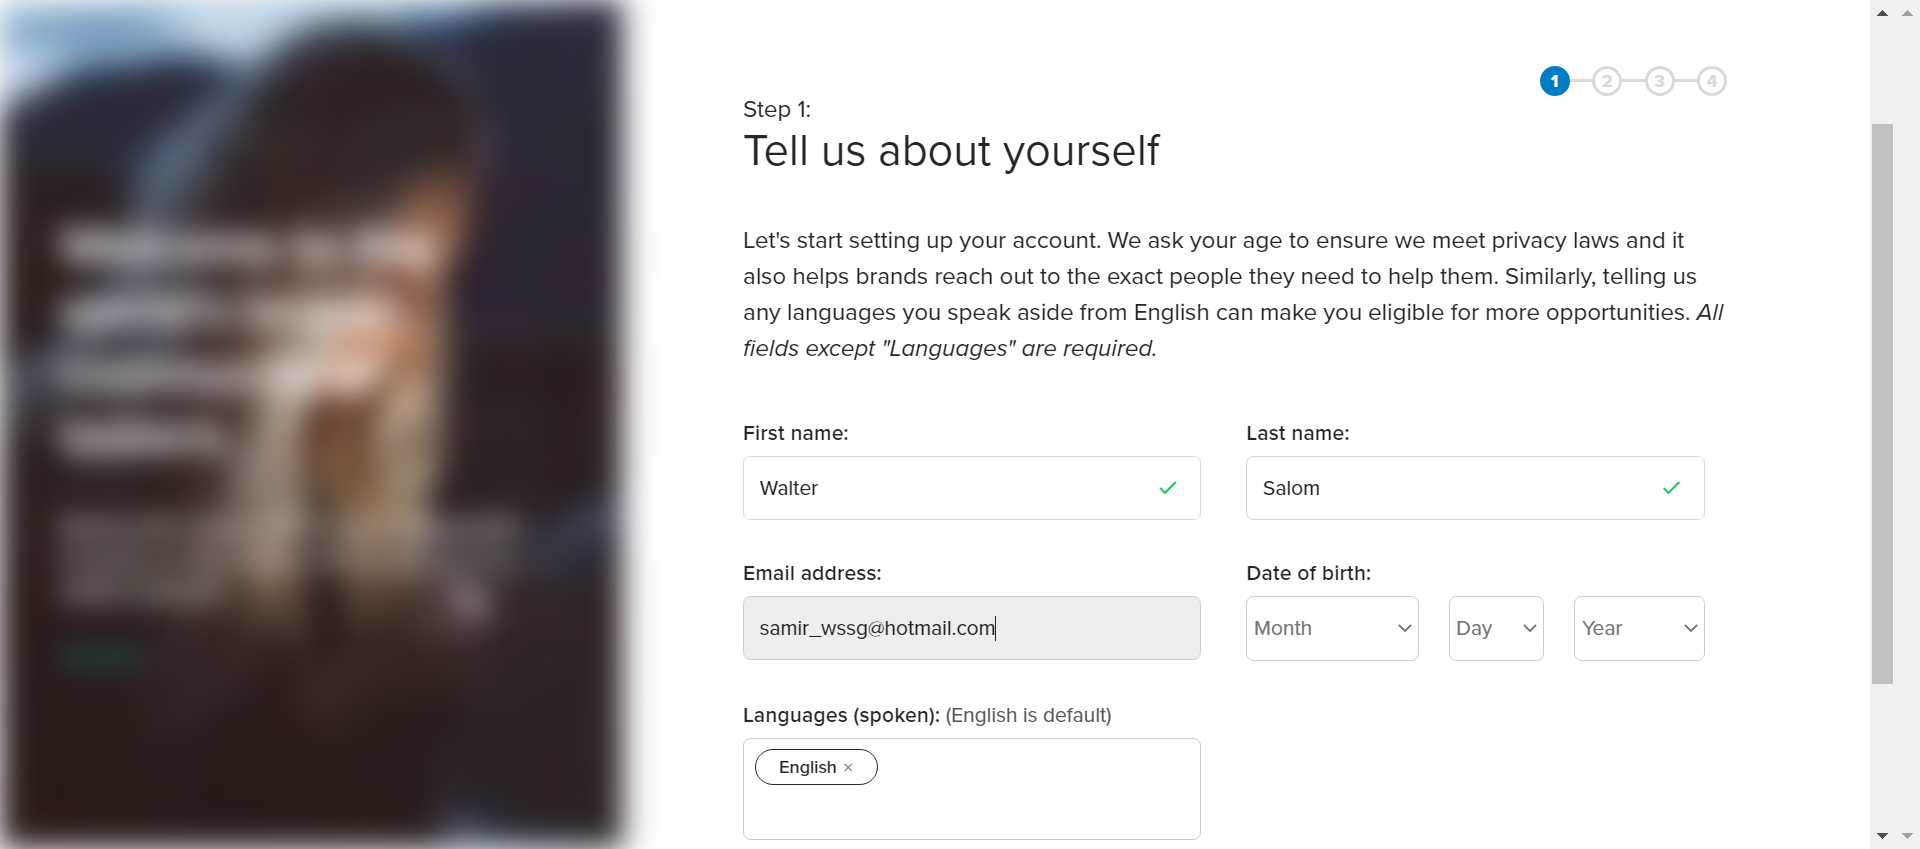 1 2 3 4
Step 1:
Tell us about yourself
Let's start setting up your account. We ask your age to ensure we meet privacy laws and it
also helps brands reach out to the exact people they need to help them. Similarly, telling us
any languages you speak aside from English can make you eligible for more opportunities. All
fields except "Languages" are required.
First name:
Last name:
Walter
Salom
Email address:
Date of birth:
samir_wssg@hotmail.com
Month
Day
Year
Languages (spoken): (English is default)
English ×